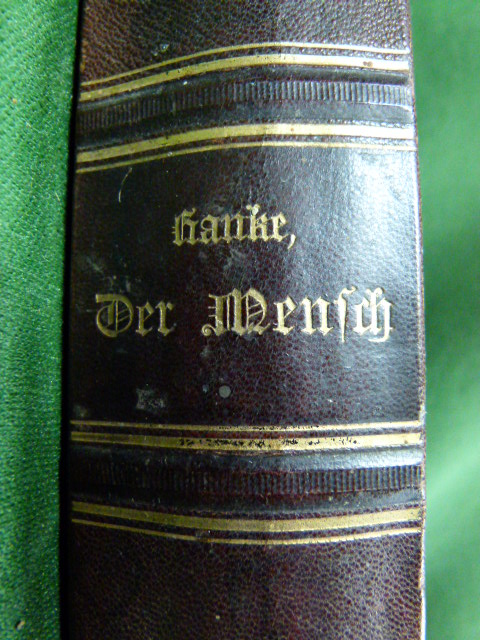 Ranke,
Der Mensch